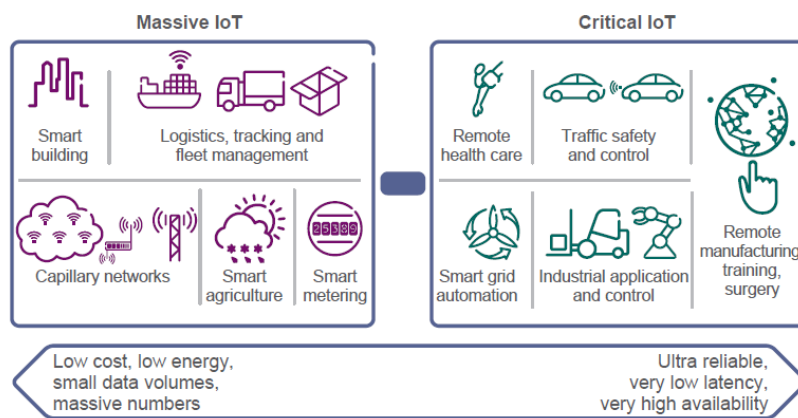 Massive IoT
Critical IoT
Smart
building
Logistics, tracking and
fleet management
Remote
health care
Traffic safety
and control
Capillary networks
Smart
agriculture
25389
Smart
metering
Smart grid
automation
Industrial application
and control
Remote
manufacturing,
training,
surgery
Low cost, low energy,
small data volumes,
massive numbers
Ultra reliable,
very low latency,
very high availability